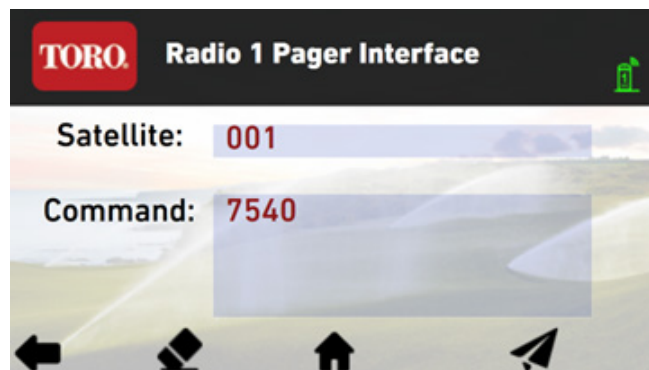 TORO.
Radio 1 Pager Interface
1
Satellite: 001
Command: 7540